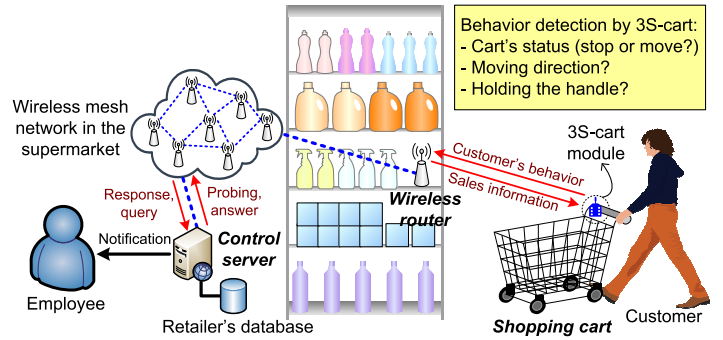 Behavior detection by 3S-cart:
- Cart's status (stop or move?)
- Moving direction?
- Holding the handle?
Wireless mesh
network in the
supermarket
3S-cart
module
Customer's behavior
Sales information
Wireless
router
Response,
query
Probing,
answer
Notification
Control
server
Employee
Retailer's database
Shopping cart
Customer